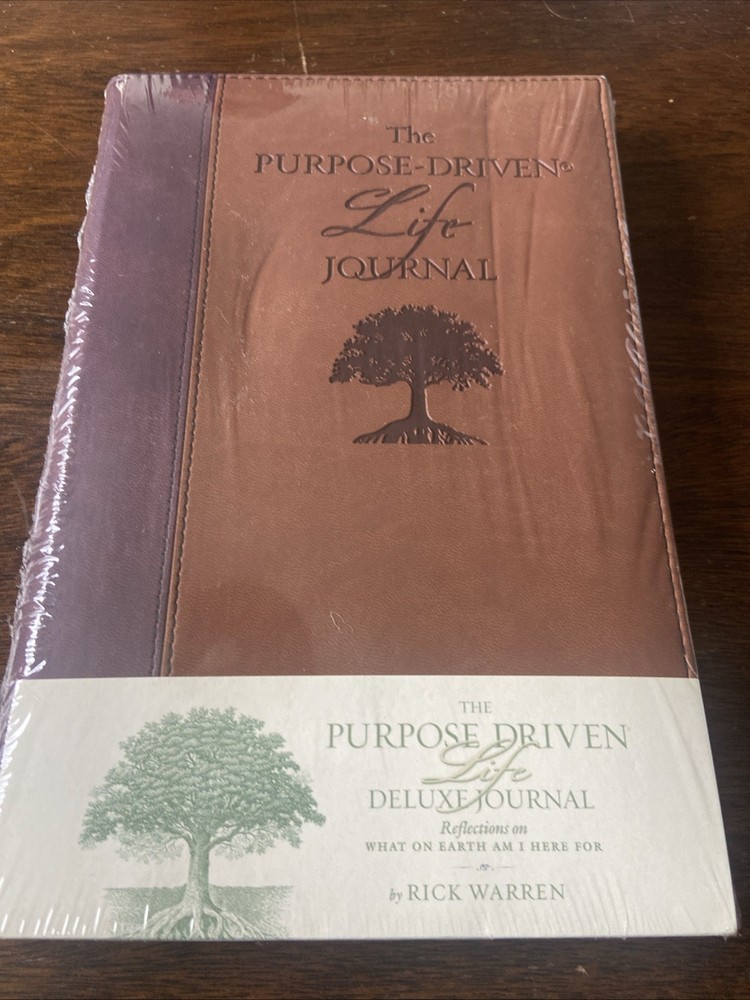 The
PURPOSE-DRIVEN®
Life
JOURNAL
THE
PURPOSE DRIVEN
Life
DELUXE JOURNAL
Reflections on
WHAT ON EARTH AM I HERE FOR
by RICK WARREN